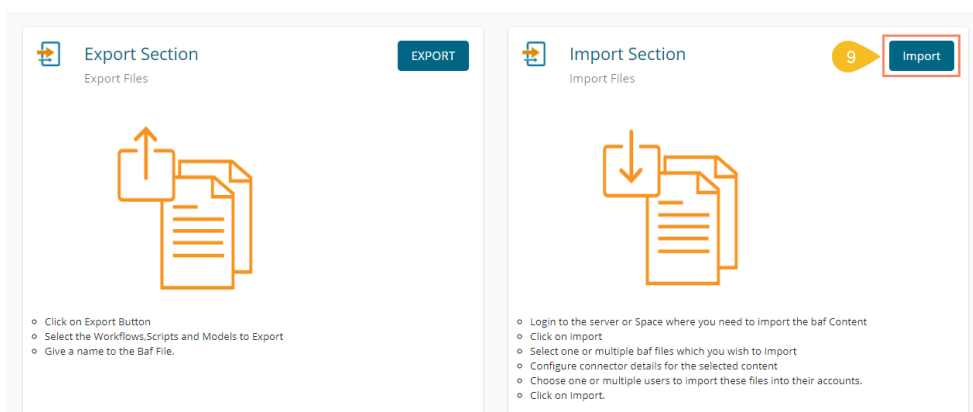 Export Section
EXPORT
Export Files
Click on Export Button
Select the Workflows,Scripts and Models to Export
Give a name to the Baf File.
Import Section
9
Import
Import Files
Login to the server or Space where you need to import the baf Content
Click on import
Select one or multiple baf files which you wish to Import
Configure connector details for the selected content
Choose one or multiple users to import these files into their accounts.
Click on Import.